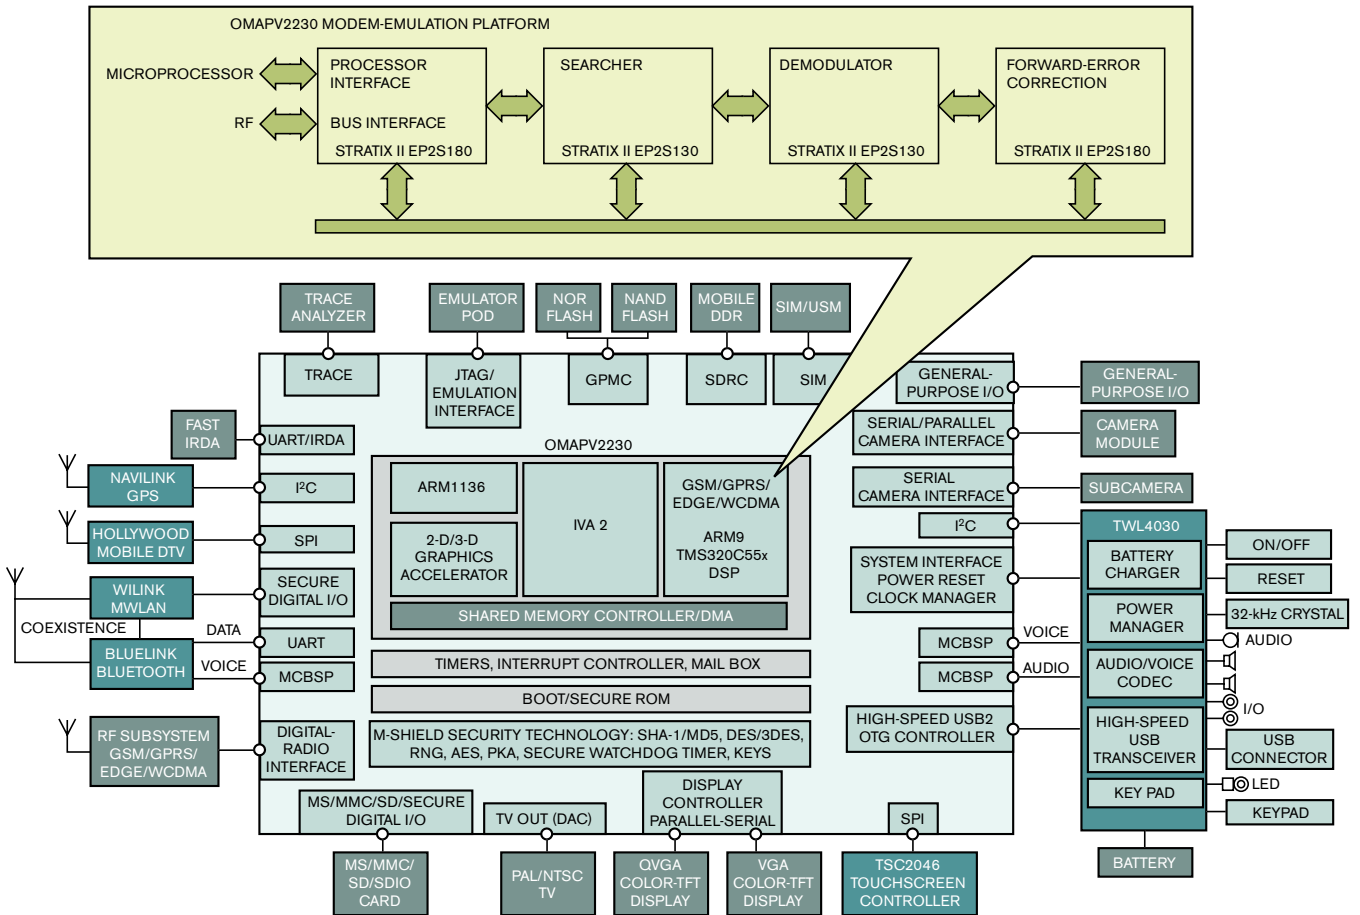 OMAPV2230 MODEM-EMULATION PLATFORM
MICROPROCESSOR
RF
PROCESSOR
INTERFACE
BUS INTERFACE
STRATIX II EP2S180
SEARCHER
STRATIX II EP2S130
DEMODULATOR
STRATIX II EP2S130
FORWARD-ERROR
CORRECTION
STRATIX II EP2S180
TRACE
ANALYZER
EMULATOR
POD
NOR
FLASH
NAND
FLASH
MOBILE
DDR
SIM/USM
TRACE
JTAG/
EMULATION
INTERFACE
GPMC
SDRC
SIM
GENERAL-
PURPOSE I/O
GENERAL-
PURPOSE I/O
FAST
IRDA
UART/IRDA
SERIAL/PARALLEL
CAMERA INTERFACE
CAMERA
MODULE
NAVILINK
GPS
I²C
SERIAL
CAMERA INTERFACE
SUBCAMERA
HOLLYWOOD
MOBILE DTV
SPI
I²C
WILINK
MWLAN
SECURE
DIGITAL I/O
SYSTEM INTERFACE
POWER RESET
CLOCK MANAGER
COEXISTENCE
BLUELINK
BLUETOOTH
DATA
VOICE
UART
MCBSP
MCBSP
MCBSP
VOICE
AUDIO
RF SUBSYSTEM
GSM/GPRS/
EDGE/WCDMA
DIGITAL-
RADIO
INTERFACE
HIGH-SPEED USB2
OTG CONTROLLER
OMAPV2230
ARM1136
2-D/3-D
GRAPHICS
ACCELERATOR
IVA 2
GSM/GPRS/
EDGE/WCDMA
ARM9
TMS320C55x
DSP
SHARED MEMORY CONTROLLER/DMA
TIMERS, INTERRUPT CONTROLLER, MAIL BOX
BOOT/SECURE ROM
M-SHIELD SECURITY TECHNOLOGY: SHA-1/MD5, DES/3DES,
RNG, AES, PKA, SECURE WATCHDOG TIMER, KEYS
TWL4030
BATTERY
CHARGER
POWER
MANAGER
AUDIO/VOICE
CODEC
HIGH-SPEED
USB
TRANSCEIVER
KEY PAD
ON/OFF
RESET
32-kHz CRYSTAL
AUDIO
I/O
USB
CONNECTOR
LED
KEYPAD
BATTERY
MS/MMC/SD/SECURE
DIGITAL I/O
TV OUT (DAC)
DISPLAY
CONTROLLER
PARALLEL-SERIAL
SPI
MS/MMC/
SD/SDIO
CARD
PAL/NTSC
TV
QVGA
COLOR-TFT
DISPLAY
VGA
COLOR-TFT
DISPLAY
TSC2046
TOUCHSCREEN
CONTROLLER